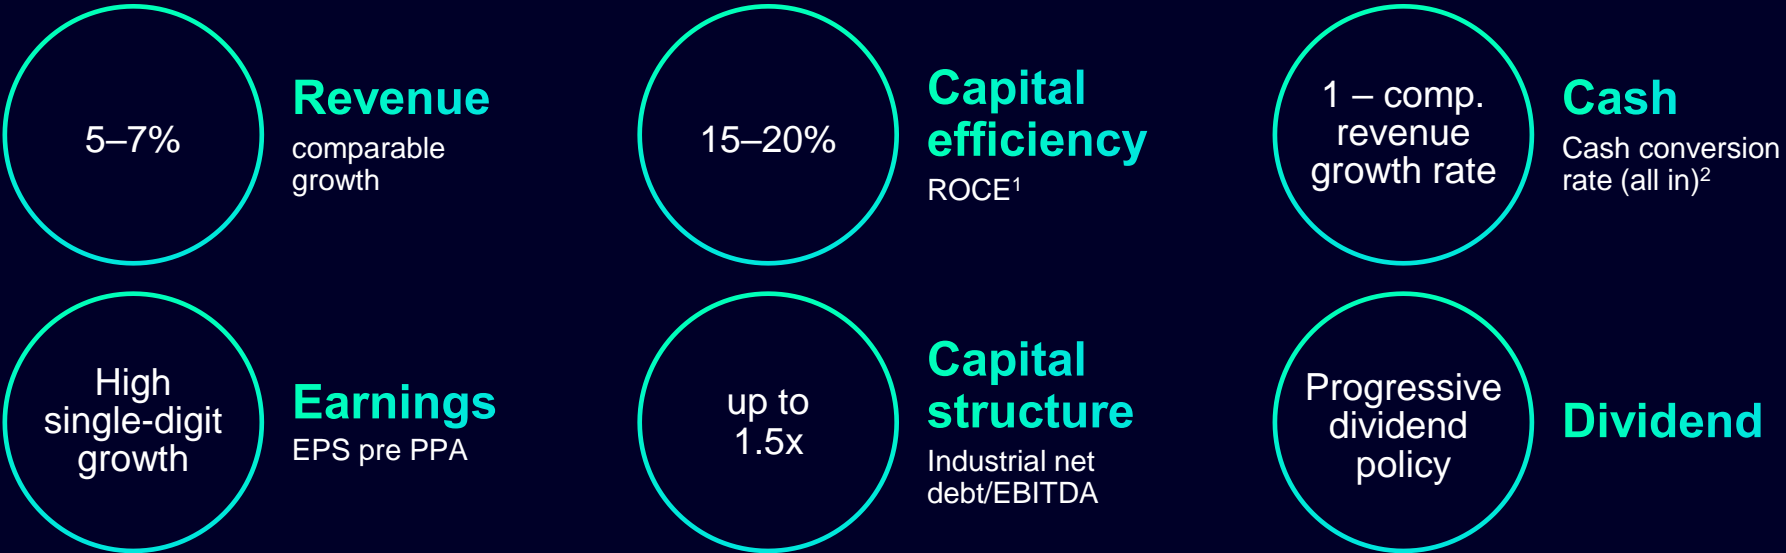 5–7%
Revenue
comparable
growth
15–20%
Capital
efficiency
ROCE¹
1 – comp.
revenue
growth rate
Cash
Cash conversion
rate (all in)²
High
single-digit
growth
Earnings
EPS pre PPA
up to
1.5x
Capital
structure
Industrial net
debt/EBITDA
Progressive
dividend
policy
Dividend